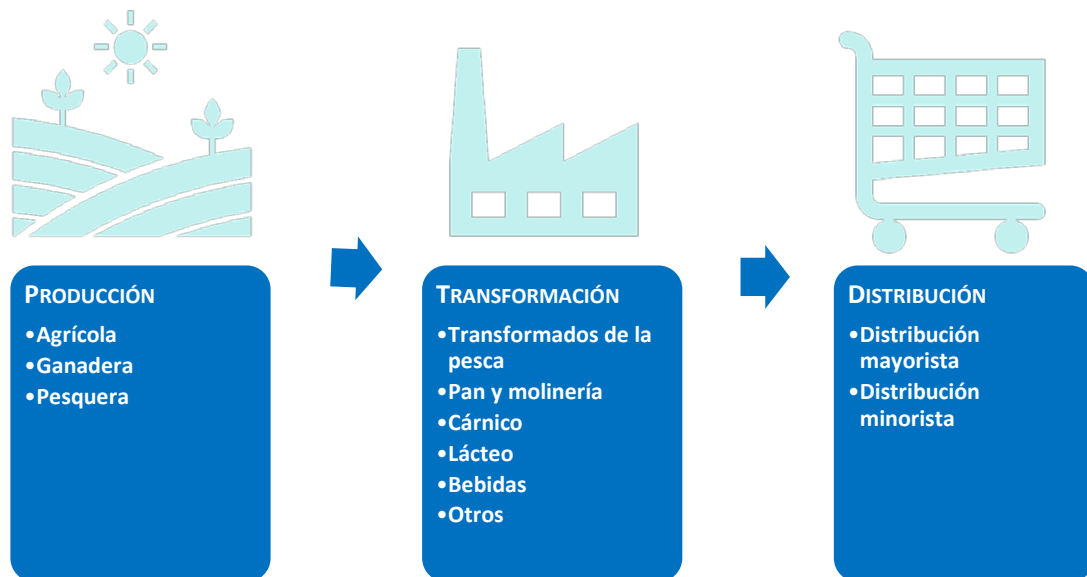 PRODUCCIÓN
•Agrícola
•Ganadera
•Pesquera
TRANSFORMACIÓN
•Transformados de la
pesca
•Pan y molinería
•Cárnico
•Lácteo
•Bebidas
•Otros
DISTRIBUCIÓN
•Distribución
mayorista
•Distribución
minorista